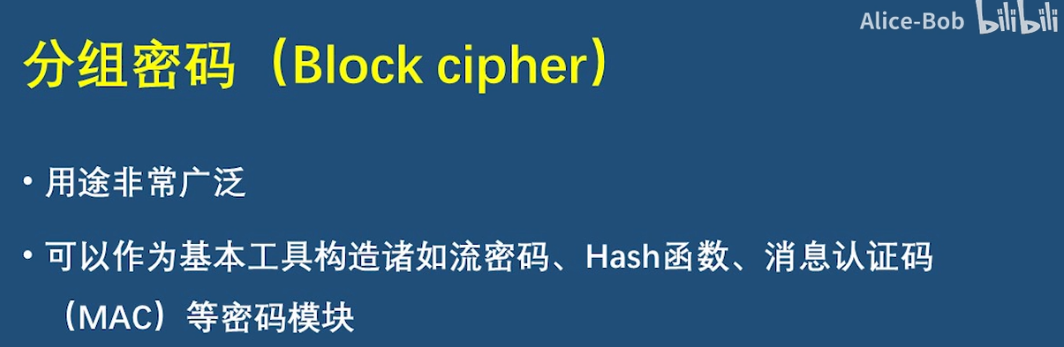 Alice-Bob bilibili
分组密码（Block cipher）
• 用途非常广泛
• 可以作为基本工具构造诸如流密码、Hash函数、消息认证码
（MAC）等密码模块